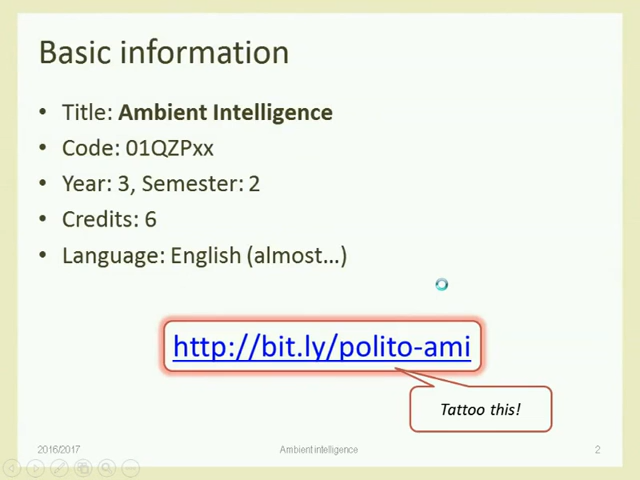 Basic information
• Title: Ambient Intelligence
• Code: 01QZPxx
• Year: 3, Semester: 2
• Credits: 6
• Language: English (almost...)
http://bit.ly/polito-ami
Tattoo this!
2016/2017
Ambient intelligence
2